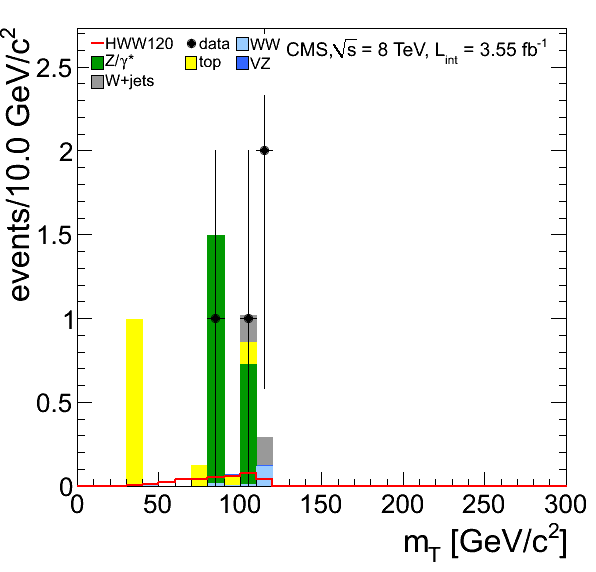 HWW120
data
WW
CMS,√s = 8 TeV, L_int = 3.55 fb⁻¹
Z/γ*
top
VZ
W+jets
events/10.0 GeV/c²
2.5
2
1.5
1
0.5
0
0 50 100 150 200 250 300
m_T [GeV/c²]